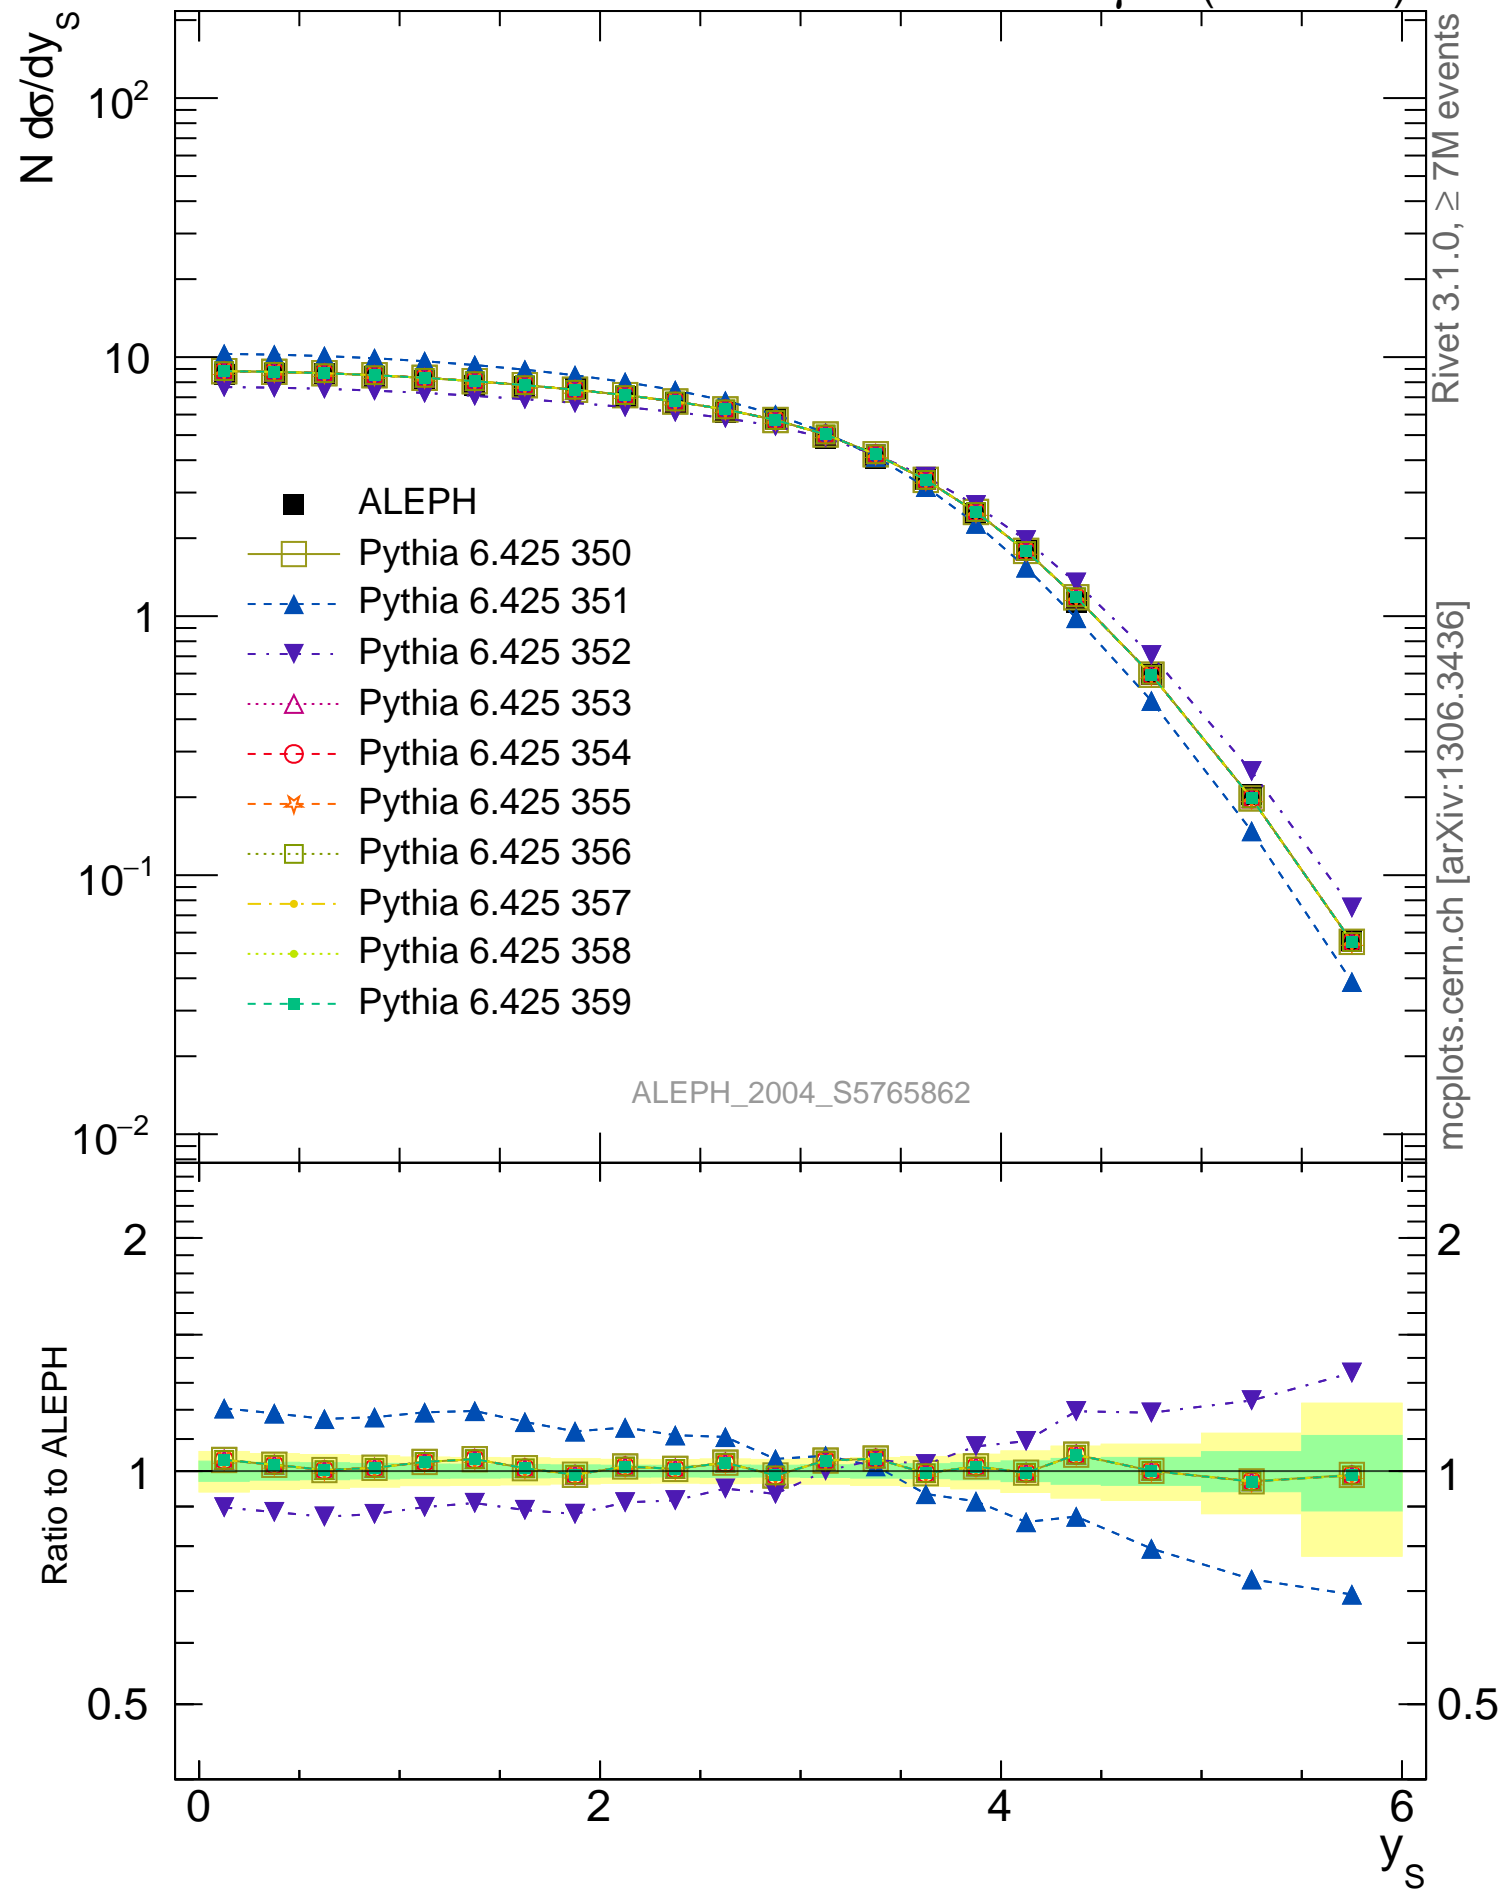 N dσ/dy_S
10^2
10
1
10^−1
10^−2
ALEPH
Pythia 6.425 350
Pythia 6.425 351
Pythia 6.425 352
Pythia 6.425 353
Pythia 6.425 354
Pythia 6.425 355
Pythia 6.425 356
Pythia 6.425 357
Pythia 6.425 358
Pythia 6.425 359
ALEPH_2004_S5765862
Rivet 3.1.0, ≥ 7M events
mcplots.cern.ch [arXiv:1306.3436]
Ratio to ALEPH
2
1
0.5
2
1
0.5
0
2
4
6
y_S